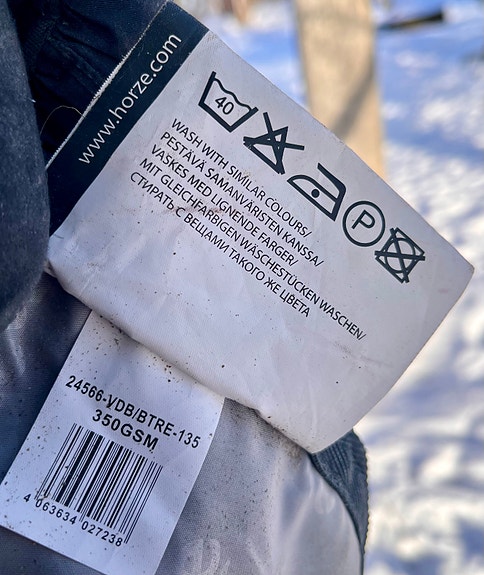 www.horze.com
40
P
WASH WITH SIMILAR COLOURS/
PESTÄVÄ SAMANVÄRISTEN KANSSA/
VASKES MED LIGNENDE FARGER/
MIT GLEICHFARBIGEN WÄSCHESTÜCKEN WASCHEN/
СТИРАТЬ С ВЕЩАМИ ТАКОГО ЖЕ ЦВЕТА
24566-VDB/BTRE-135
350GSM
4 063634 027238